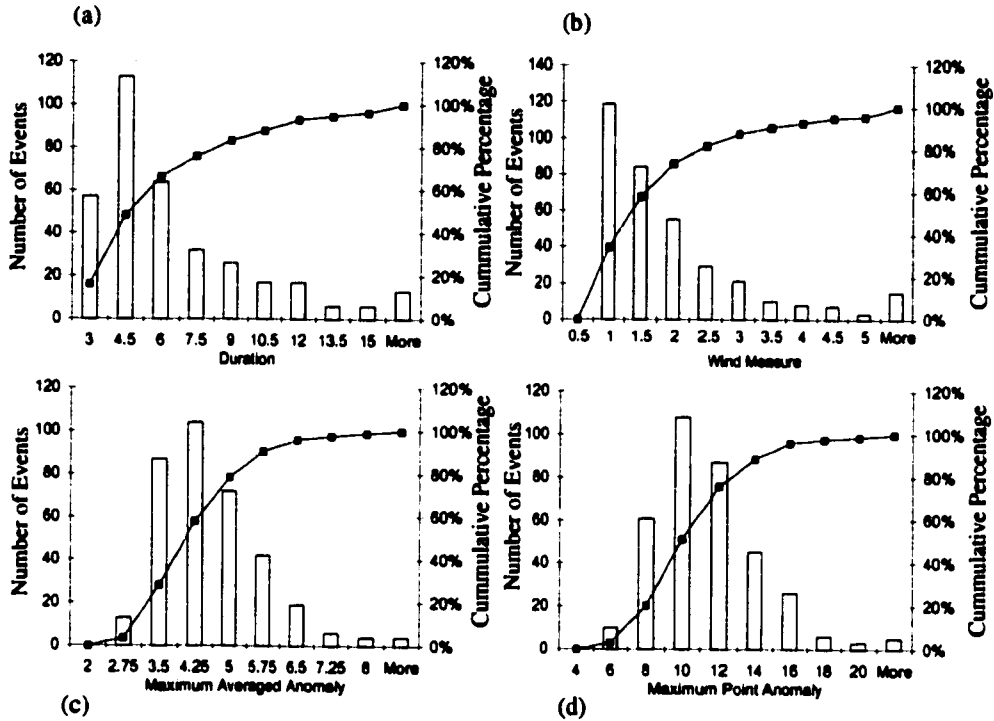 (a)
Number of Events
120
100
80
60
40
20
0
120%
100%
80%
60%
40%
20%
0%
Cummulative Percentage
3 4.5 6 7.5 9 10.5 12 13.5 15 More
Duration
(b)
Number of Events
140
120
100
80
60
40
20
0
120%
100%
80%
60%
40%
20%
0%
Cummulative Percentage
0.5 1 1.5 2 2.5 3 3.5 4 4.5 5 More
Wind Measure
Number of Events
120
100
80
60
40
20
0
120%
100%
80%
60%
40%
20%
0%
Cummulative Percentage
2 2.75 3.5 4.25 5 5.75 6.5 7.25 8 More
Maximum Averaged Anomaly
(c)
Number of Events
120
100
80
60
40
20
0
120%
100%
80%
60%
40%
20%
0%
Cummulative Percentage
4 6 8 10 12 14 16 18 20 More
Maximum Point Anomaly
(d)